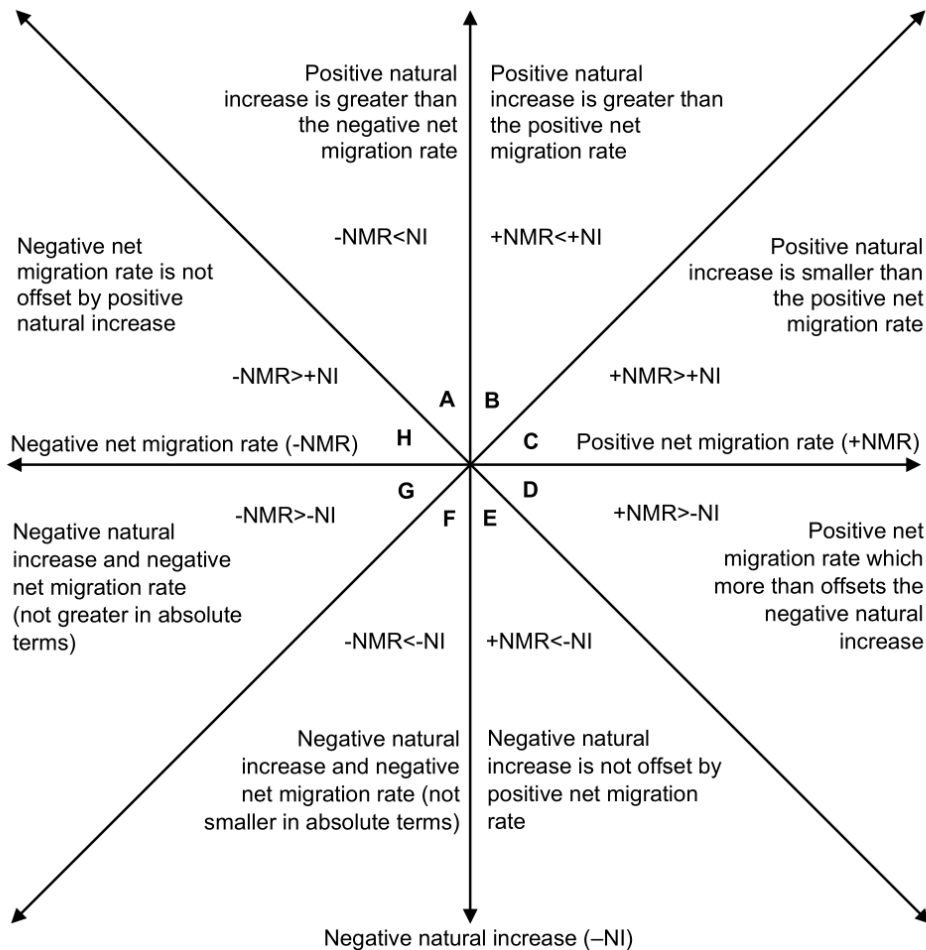 Positive natural
increase is greater than
the negative net
migration rate
Positive natural
increase is greater than
the positive net
migration rate
-NMR<NI
+NMR<+NI
Negative net
migration rate is not
offset by positive
natural increase
Positive natural
increase is smaller than
the positive net
migration rate
-NMR>+NI
+NMR>+NI
A
B
H
C
Negative net migration rate (-NMR)
Positive net migration rate (+NMR)
G
D
F
E
-NMR>-NI
+NMR>-NI
Negative natural
increase and negative
net migration rate
(not greater in absolute
terms)
Positive net
migration rate which
more than offsets the
negative natural
increase
-NMR<-NI
+NMR<-NI
Negative natural
increase and negative
net migration rate (not
smaller in absolute terms)
Negative natural
increase is not offset by
positive net migration
rate
Negative natural increase (–NI)